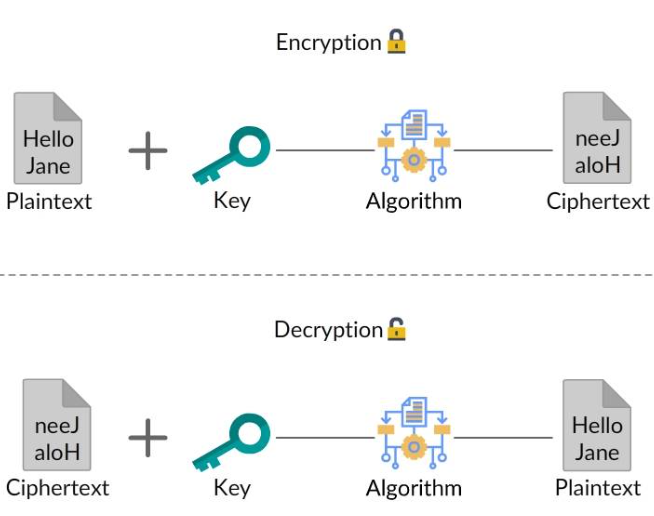 Encryption
Hello
Jane
neeJ
aloH
Plaintext
Key
Algorithm
Ciphertext
Decryption
neeJ
aloH
Hello
Jane
Ciphertext
Key
Algorithm
Plaintext